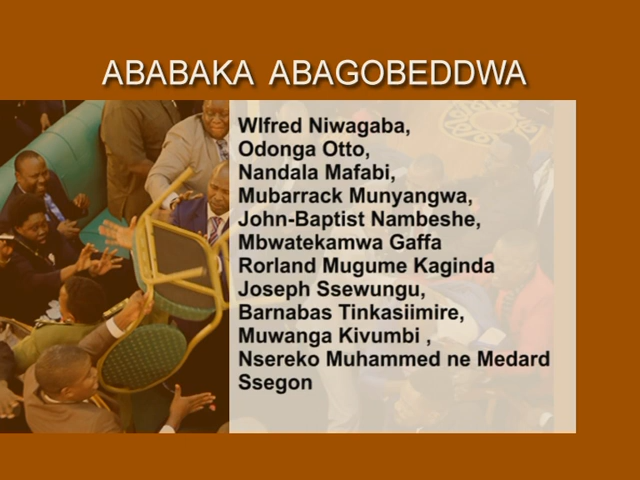 ABABAKA ABAGOBEDDWA
Wlfred Niwagaba,
Odonga Otto,
Nandala Mafabi,
Mubarrack Munyangwa,
John-Baptist Nambeshe,
Mbwatekamwa Gaffa
Rorland Mugume Kaginda
Joseph Ssewungu,
Barnabas Tinkasiimire,
Muwanga Kivumbi ,
Nsereko Muhammed ne Medard
Ssegon